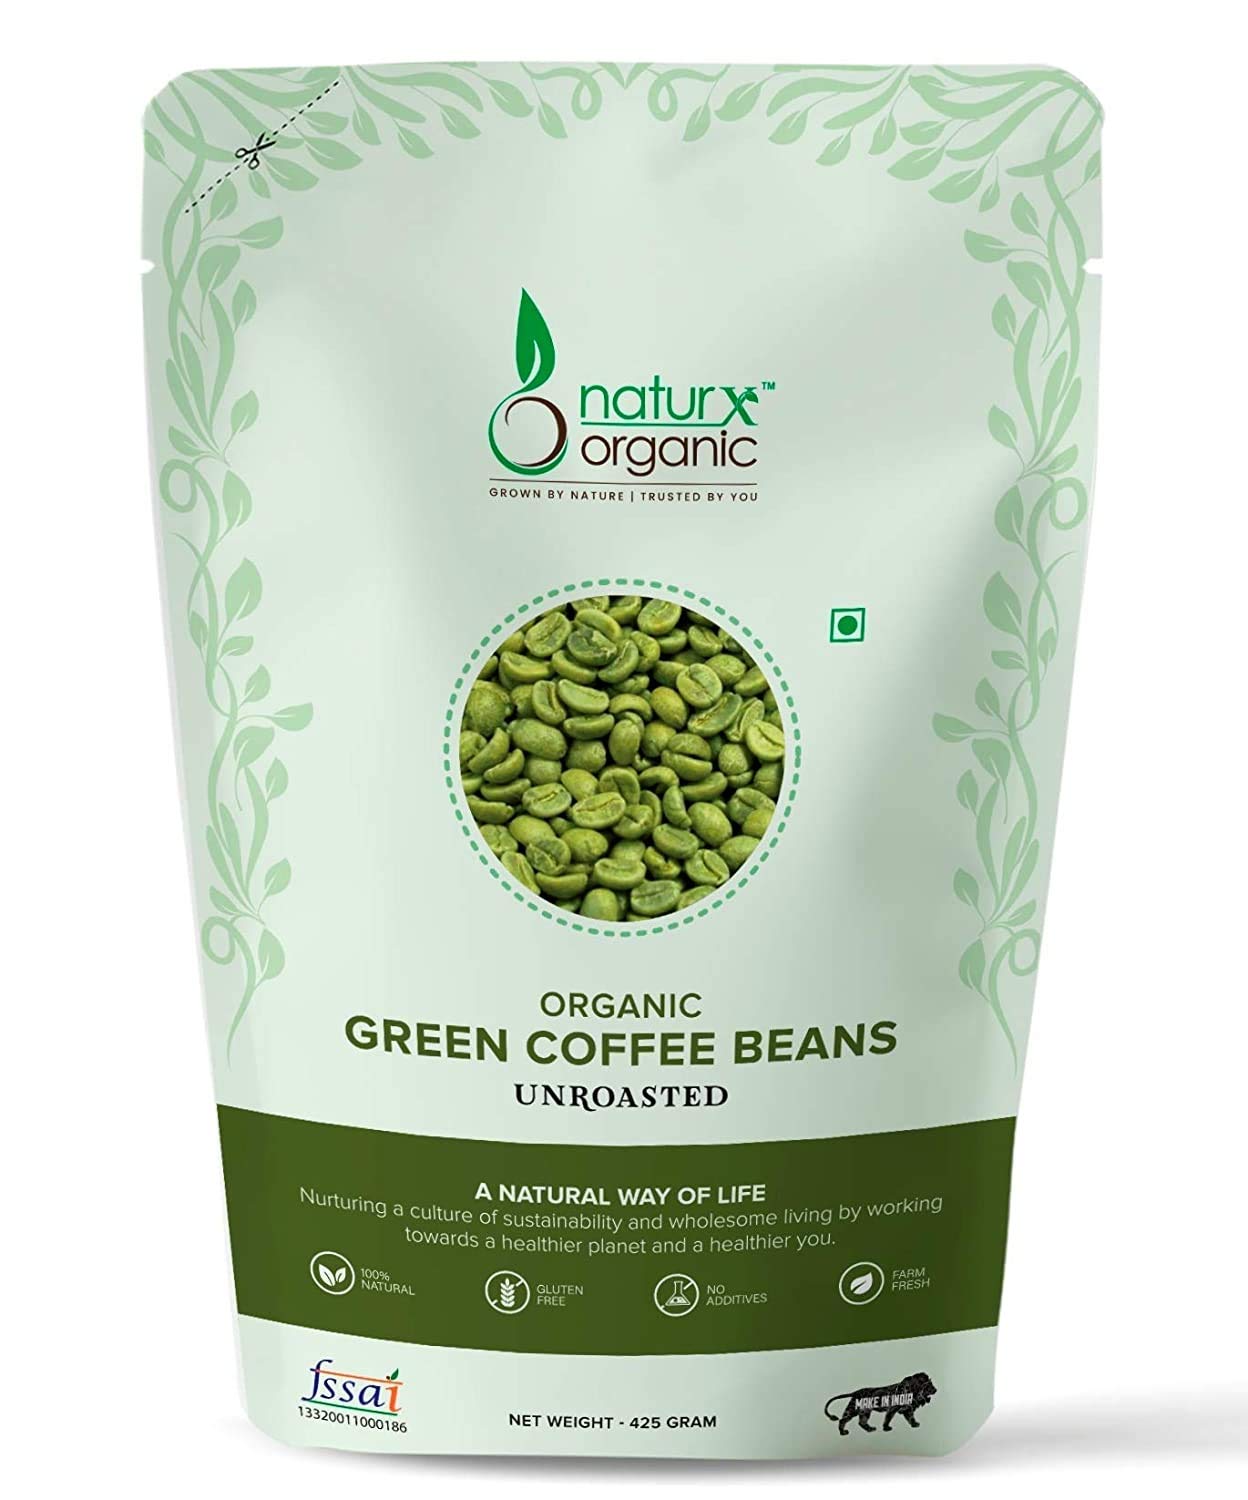 naturx™
organic
GROWN BY NATURE | TRUSTED BY YOU
ORGANIC
GREEN COFFEE BEANS
UNROASTED
A NATURAL WAY OF LIFE
Nurturing a culture of sustainability and wholesome living by working
towards a healthier planet and a healthier you.
100%
NATURAL
GLUTEN
FREE
NO
ADDITIVES
FARM
FRESH
fssai
13320011000186
NET WEIGHT - 425 GRAM
MAKE IN INDIA